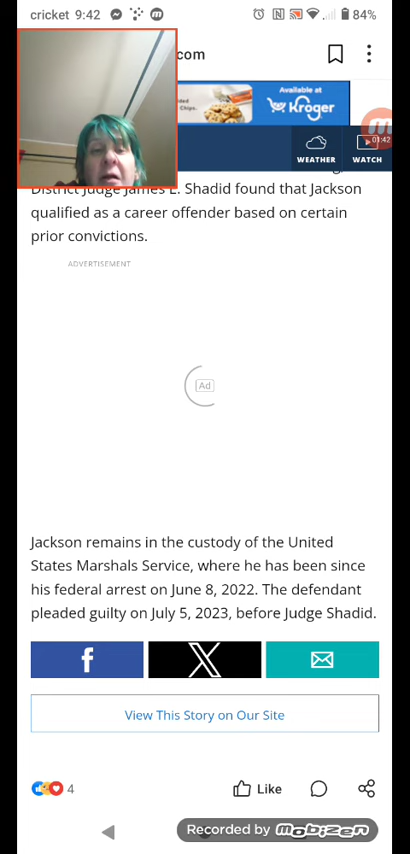 cricket 9:42 84%
.com
Available at
Chips.
Kroger
01:42
WEATHER WATCH
District Judge James E. Shadid found that Jackson
qualified as a career offender based on certain
prior convictions.
ADVERTISEMENT
Ad
Jackson remains in the custody of the United
States Marshals Service, where he has been since
his federal arrest on June 8, 2022. The defendant
pleaded guilty on July 5, 2023, before Judge Shadid.
View This Story on Our Site
4 Like
Recorded by mobizen